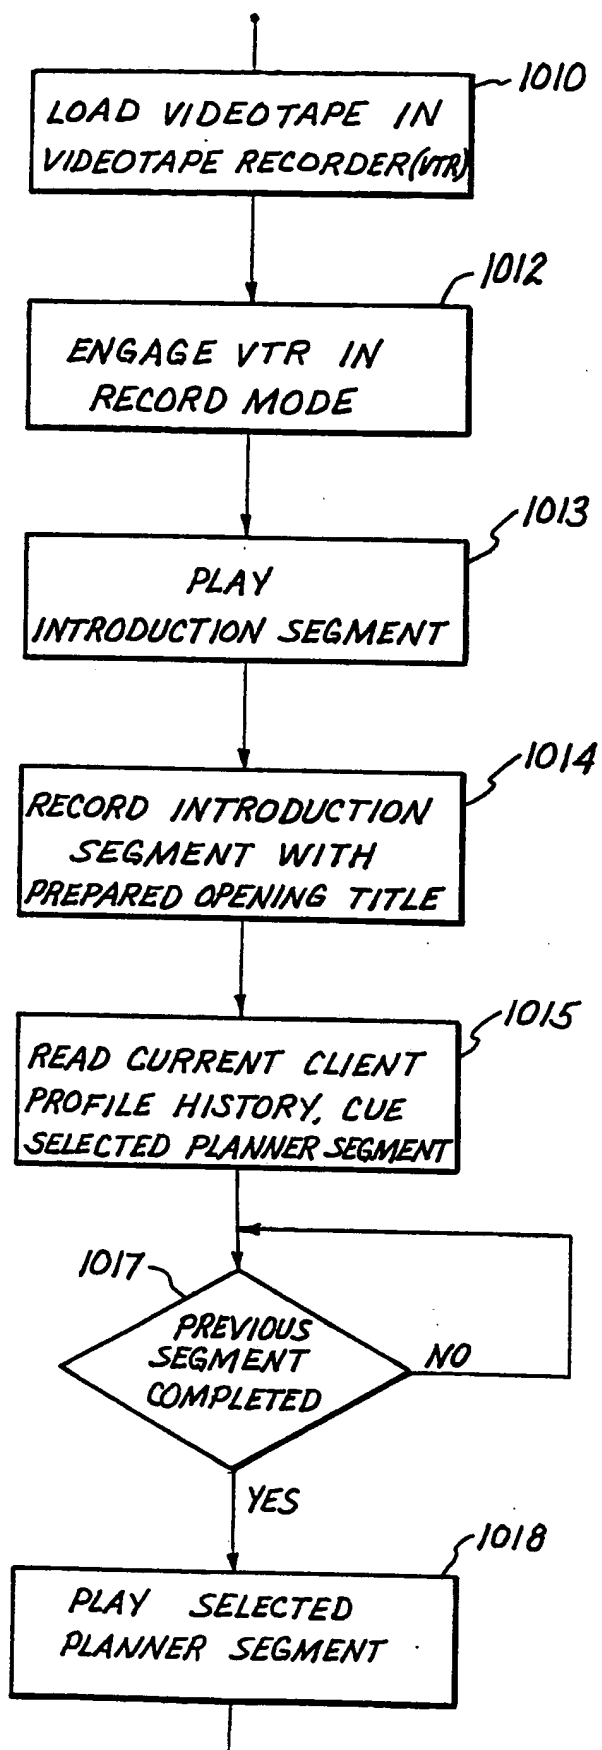 1010
LOAD VIDEOTAPE IN
VIDEOTAPE RECORDER (VTR)
1012
ENGAGE VTR IN
RECORD MODE
1013
PLAY
INTRODUCTION SEGMENT
1014
RECORD INTRODUCTION
SEGMENT WITH
PREPARED OPENING TITLE
1015
READ CURRENT CLIENT
PROFILE HISTORY, CUE
SELECTED PLANNER SEGMENT
1017
PREVIOUS
SEGMENT
COMPLETED
NO
YES
1018
PLAY SELECTED
PLANNER SEGMENT